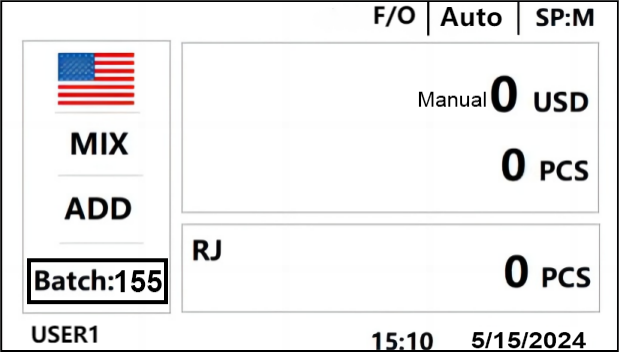 F/O Auto SP:M
MIX
ADD
Batch:155
Manual 0 USD
0 PCS
RJ
0 PCS
USER1 15:10 5/15/2024